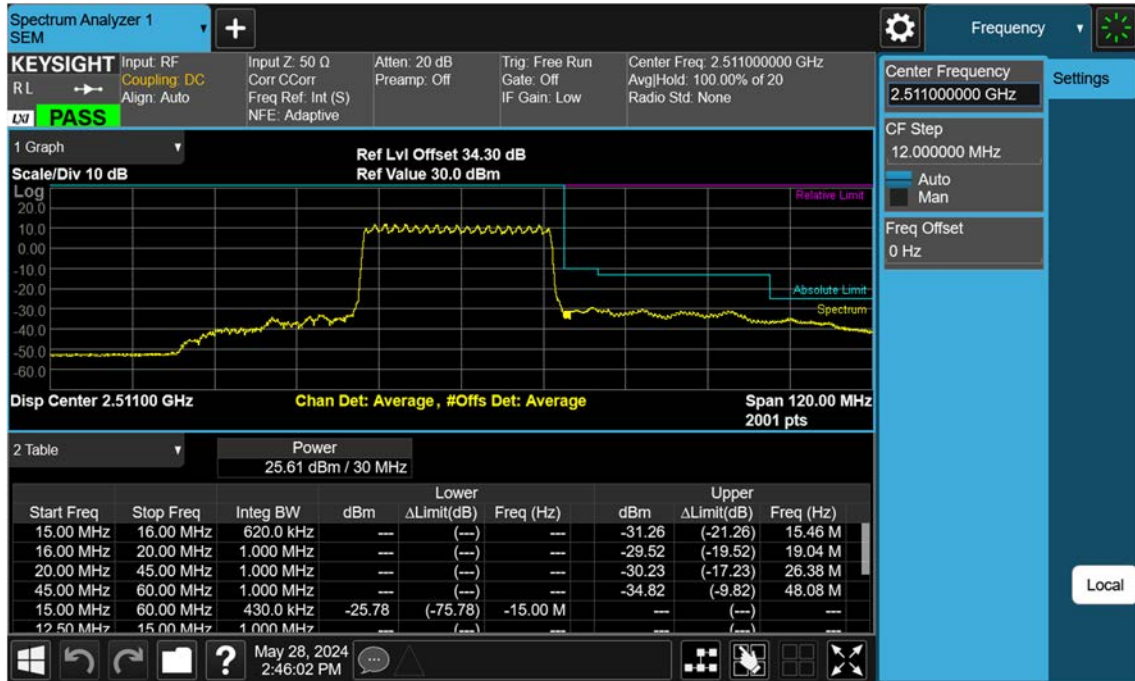 Spectrum Analyzer 1
SEM
Frequency
KEYSIGHT
R L
LXI PASS
Input: RF
Coupling: DC
Align: Auto
Input Z: 50 Ω
Corr CCorr
Freq Ref: Int (S)
NFE: Adaptive
Atten: 20 dB
Preamp: Off
Trig: Free Run
Gate: Off
IF Gain: Low
Center Freq: 2.511000000 GHz
Avg|Hold: 100.00% of 20
Radio Std: None
Center Frequency
2.511000000 GHz
Settings
CF Step
12.000000 MHz
Auto
Man
Freq Offset
0 Hz
Local
1 Graph
Scale/Div 10 dB
Ref Lvl Offset 34.30 dB
Ref Value 30.0 dBm
Log
20.0
10.0
0.00
-10.0
-20.0
-30.0
-40.0
-50.0
-60.0
Relative Limit
Absolute Limit
Spectrum
Disp Center 2.51100 GHz
Chan Det: Average, #Offs Det: Average
Span 120.00 MHz
2001 pts
2 Table
Power
25.61 dBm / 30 MHz
Lower Upper
Start Freq Stop Freq Integ BW dBm ΔLimit(dB) Freq (Hz) dBm ΔLimit(dB) Freq (Hz)
15.00 MHz 16.00 MHz 620.0 kHz --- (---) --- -31.26 (-21.26) 15.46 M
16.00 MHz 20.00 MHz 1.000 MHz --- (---) --- -29.52 (-19.52) 19.04 M
20.00 MHz 45.00 MHz 1.000 MHz --- (---) --- -30.23 (-17.23) 26.38 M
45.00 MHz 60.00 MHz 1.000 MHz --- (---) --- -34.82 (-9.82) 48.08 M
15.00 MHz 60.00 MHz 430.0 kHz -25.78 (-75.78) -15.00 M --- (---) ---
12.50 MHz 15.00 MHz 1.000 MHz --- (---) --- --- (---) ---
?
May 28, 2024
2:46:02 PM